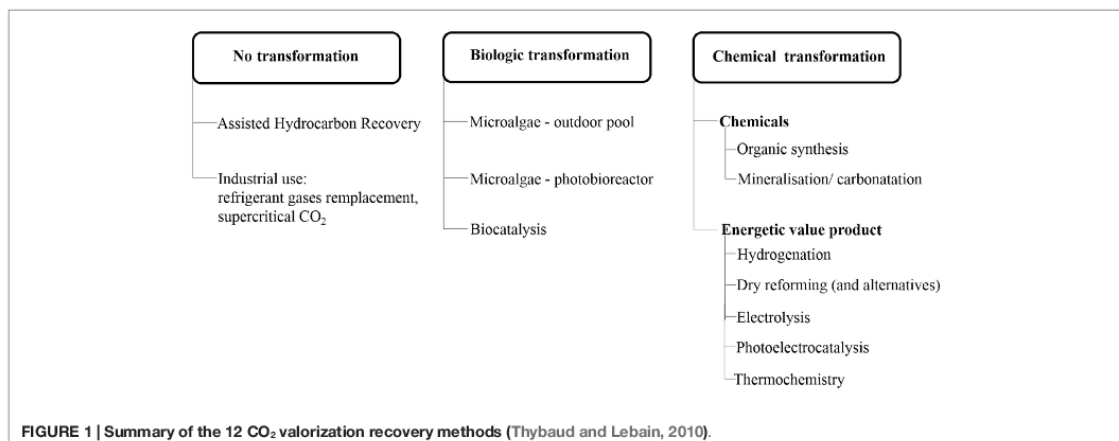 No transformation
Assisted Hydrocarbon Recovery
Industrial use:
refrigerant gases remplacement,
supercritical CO₂
Biologic transformation
Microalgae - outdoor pool
Microalgae - photobioreactor
Biocatalysis
Chemical transformation
Chemicals
Organic synthesis
Mineralisation/ carbonatation
Energetic value product
Hydrogenation
Dry reforming (and alternatives)
Electrolysis
Photoelectrocatalysis
Thermochemistry
FIGURE 1 | Summary of the 12 CO₂ valorization recovery methods (Thybaud and Lebain, 2010).